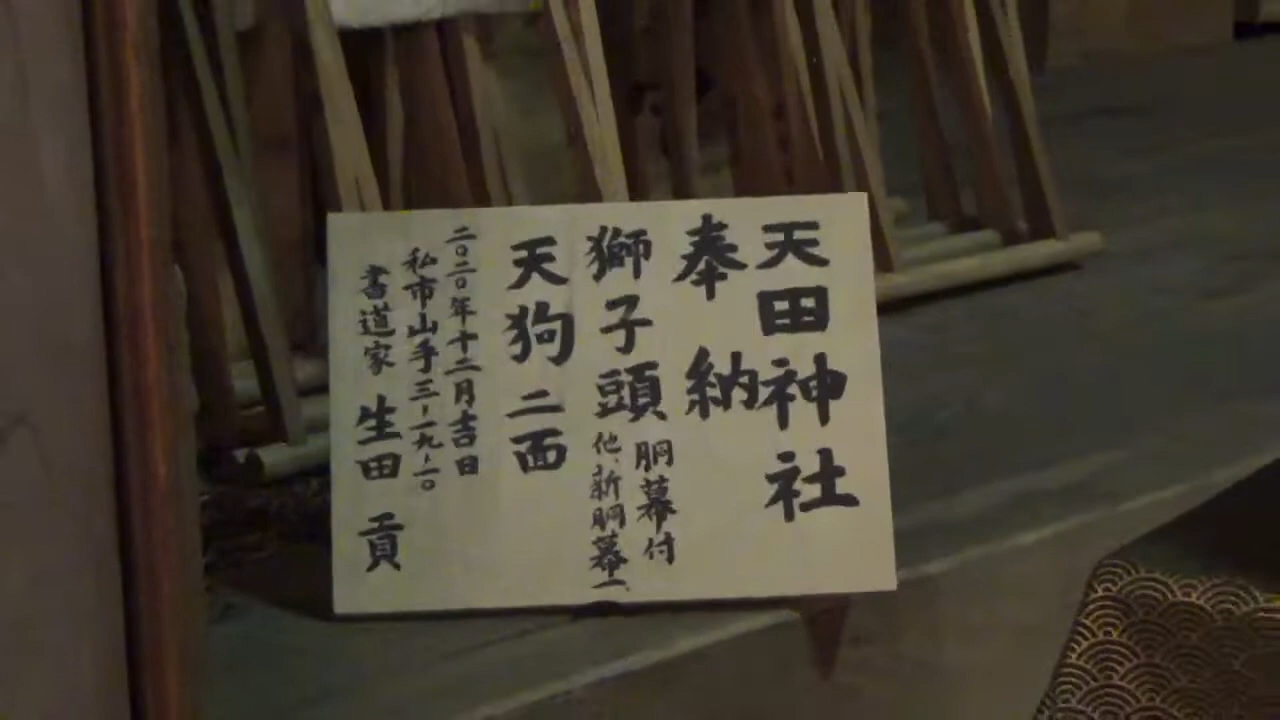 天田神社
奉納
獅子頭 胴幕付
他、新胴幕一、
天狗二面
二〇二〇年十二月吉日
私市山手三-一九-一〇
書道家 生田 貢